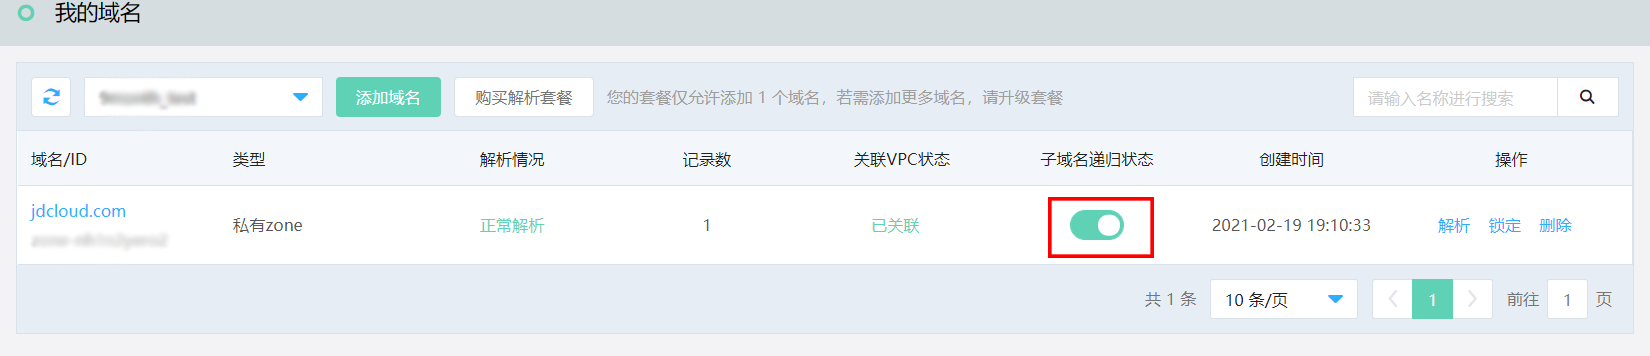 我的域名
添加域名 购买解析套餐 您的套餐仅允许添加 1 个域名，若需添加更多域名，请升级套餐 请输入名称进行搜索
域名/ID 类型 解析情况 记录数 关联VPC状态 子域名递归状态 创建时间 操作
jdcloud.com
私有zone 正常解析 1 已关联 2021-02-19 19:10:33 解析 锁定 删除
共 1 条 10 条/页 1 前往 1 页